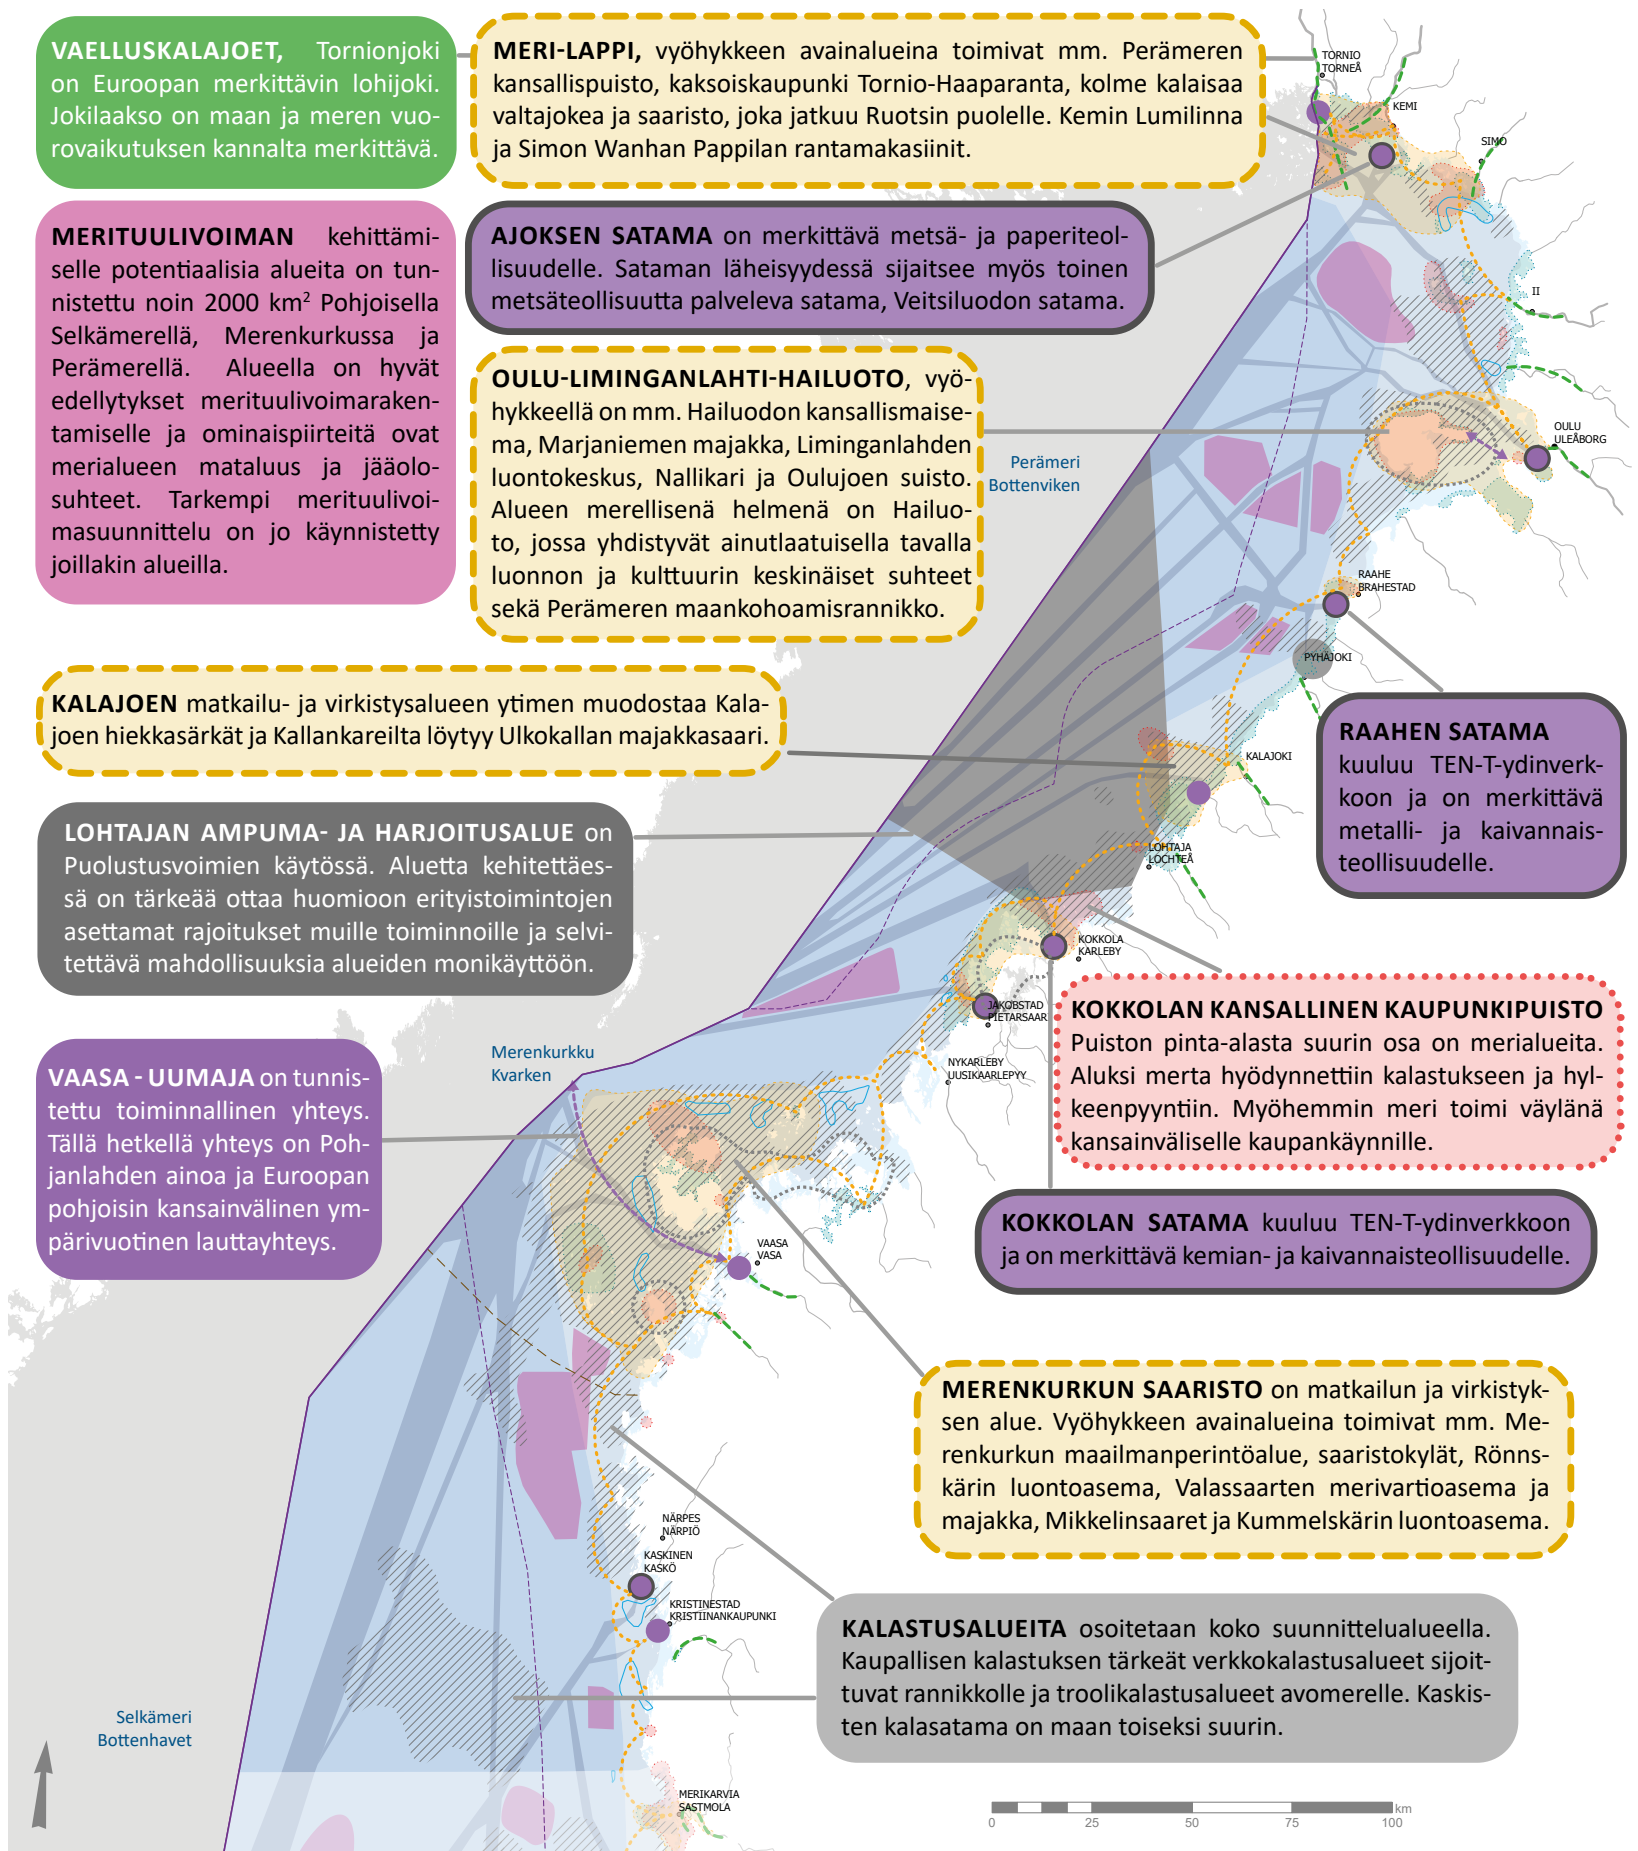 VAELLUSKALAJOET, Tornionjoki
on Euroopan merkittävin lohijoki.
Jokilaakso on maan ja meren vuo-
rovaikutuksen kannalta merkittävä.
MERI-LAPPI, vyöhykkeen avainalueina toimivat mm. Perämeren
kansallispuisto, kaksoiskaupunki Tornio-Haaparanta, kolme kalaisaa
valtajokea ja saaristo, joka jatkuu Ruotsin puolelle. Kemin Lumilinna
ja Simon Wanhan Pappilan rantamakasiinit.
TORNIO
TORNEÅ
KEMI
SIMO
MERITUULIVOIMAN kehittämi-
selle potentiaalisia alueita on tun-
nistettu noin 2000 km² Pohjoisella
Selkämerellä, Merenkurkussa ja
Perämerellä. Alueella on hyvät
edellytykset merituulivoimaraken-
tamiselle ja ominaispiirteitä ovat
merialueen mataluus ja jääolo-
suhteet. Tarkempi merituulivoi-
masuunnittelu on jo käynnistetty
joillakin alueilla.
AJOKSEN SATAMA on merkittävä metsä- ja paperiteol-
lisuudelle. Sataman läheisyydessä sijaitsee myös toinen
metsäteollisuutta palveleva satama, Veitsiluodon satama.
II
OULU-LIMINGANLAHTI-HAILUOTO, vyö-
hykkeellä on mm. Hailuodon kansallismaise-
ma, Marjaniemen majakka, Liminganlahden
luontokeskus, Nallikari ja Oulujoen suisto.
Alueen merellisenä helmenä on Hailuo-
to, jossa yhdistyvät ainutlaatuisella tavalla
luonnon ja kulttuurin keskinäiset suhteet
sekä Perämeren maankohoamisrannikko.
OULU
ULEÅBORG
Perämeri
Bottenviken
RAAHE
BRAHESTAD
PYHÄJOKI
KALAJOEN matkailu- ja virkistysalueen ytimen muodostaa Kala-
joen hiekkasärkät ja Kallankareilta löytyy Ulkokallan majakkasaari.
RAAHEN SATAMA
kuuluu TEN-T-ydinverk-
koon ja on merkittävä
metalli- ja kaivannais-
teollisuudelle.
KALAJOKI
LOHTAJAN AMPUMA- JA HARJOITUSALUE on
Puolustusvoimien käytössä. Aluetta kehitettäes-
sä on tärkeää ottaa huomioon erityistoimintojen
asettamat rajoitukset muille toiminnoille ja selvi-
tettävä mahdollisuuksia alueiden monikäyttöön.
LOHTAJA
LOCHTEÅ
KOKKOLA
KARLEBY
JAKOBSTAD
PIETARSAARI
KOKKOLAN KANSALLINEN KAUPUNKIPUISTO
Puiston pinta-alasta suurin osa on merialueita.
Aluksi merta hyödynnettiin kalastukseen ja hyl-
keenpyyntiin. Myöhemmin meri toimi väylänä
kansainväliselle kaupankäynnille.
Merenkurkku
Kvarken
NYKARLEBY
UUSIKAARLEPYY
VAASA - UUMAJA on tunnis-
tettu toiminnallinen yhteys.
Tällä hetkellä yhteys on Poh-
janlahden ainoa ja Euroopan
pohjoisin kansainvälinen ym-
pärivuotinen lauttayhteys.
KOKKOLAN SATAMA kuuluu TEN-T-ydinverkkoon
ja on merkittävä kemian- ja kaivannaisteollisuudelle.
VAASA
VASA
MERENKURKUN SAARISTO on matkailun ja virkistyk-
sen alue. Vyöhykkeen avainalueina toimivat mm. Me-
renkurkun maailmanperintöalue, saaristokylät, Rönns-
kärin luontoasema, Valassaarten merivartioasema ja
majakka, Mikkelinsaaret ja Kummelskärin luontoasema.
NÄRPES
NÄRPIÖ
KASKINEN
KASKÖ
KRISTINESTAD
KRISTIINANKAUPUNKI
KALASTUSALUEITA osoitetaan koko suunnittelualueella.
Kaupallisen kalastuksen tärkeät verkkokalastusalueet sijoit-
tuvat rannikkolle ja troolikalastusalueet avomerelle. Kaskis-
ten kalasatama on maan toiseksi suurin.
Selkämeri
Bottenhavet
MERIKARVIA
SASTMOLA
km
0 25 50 75 100